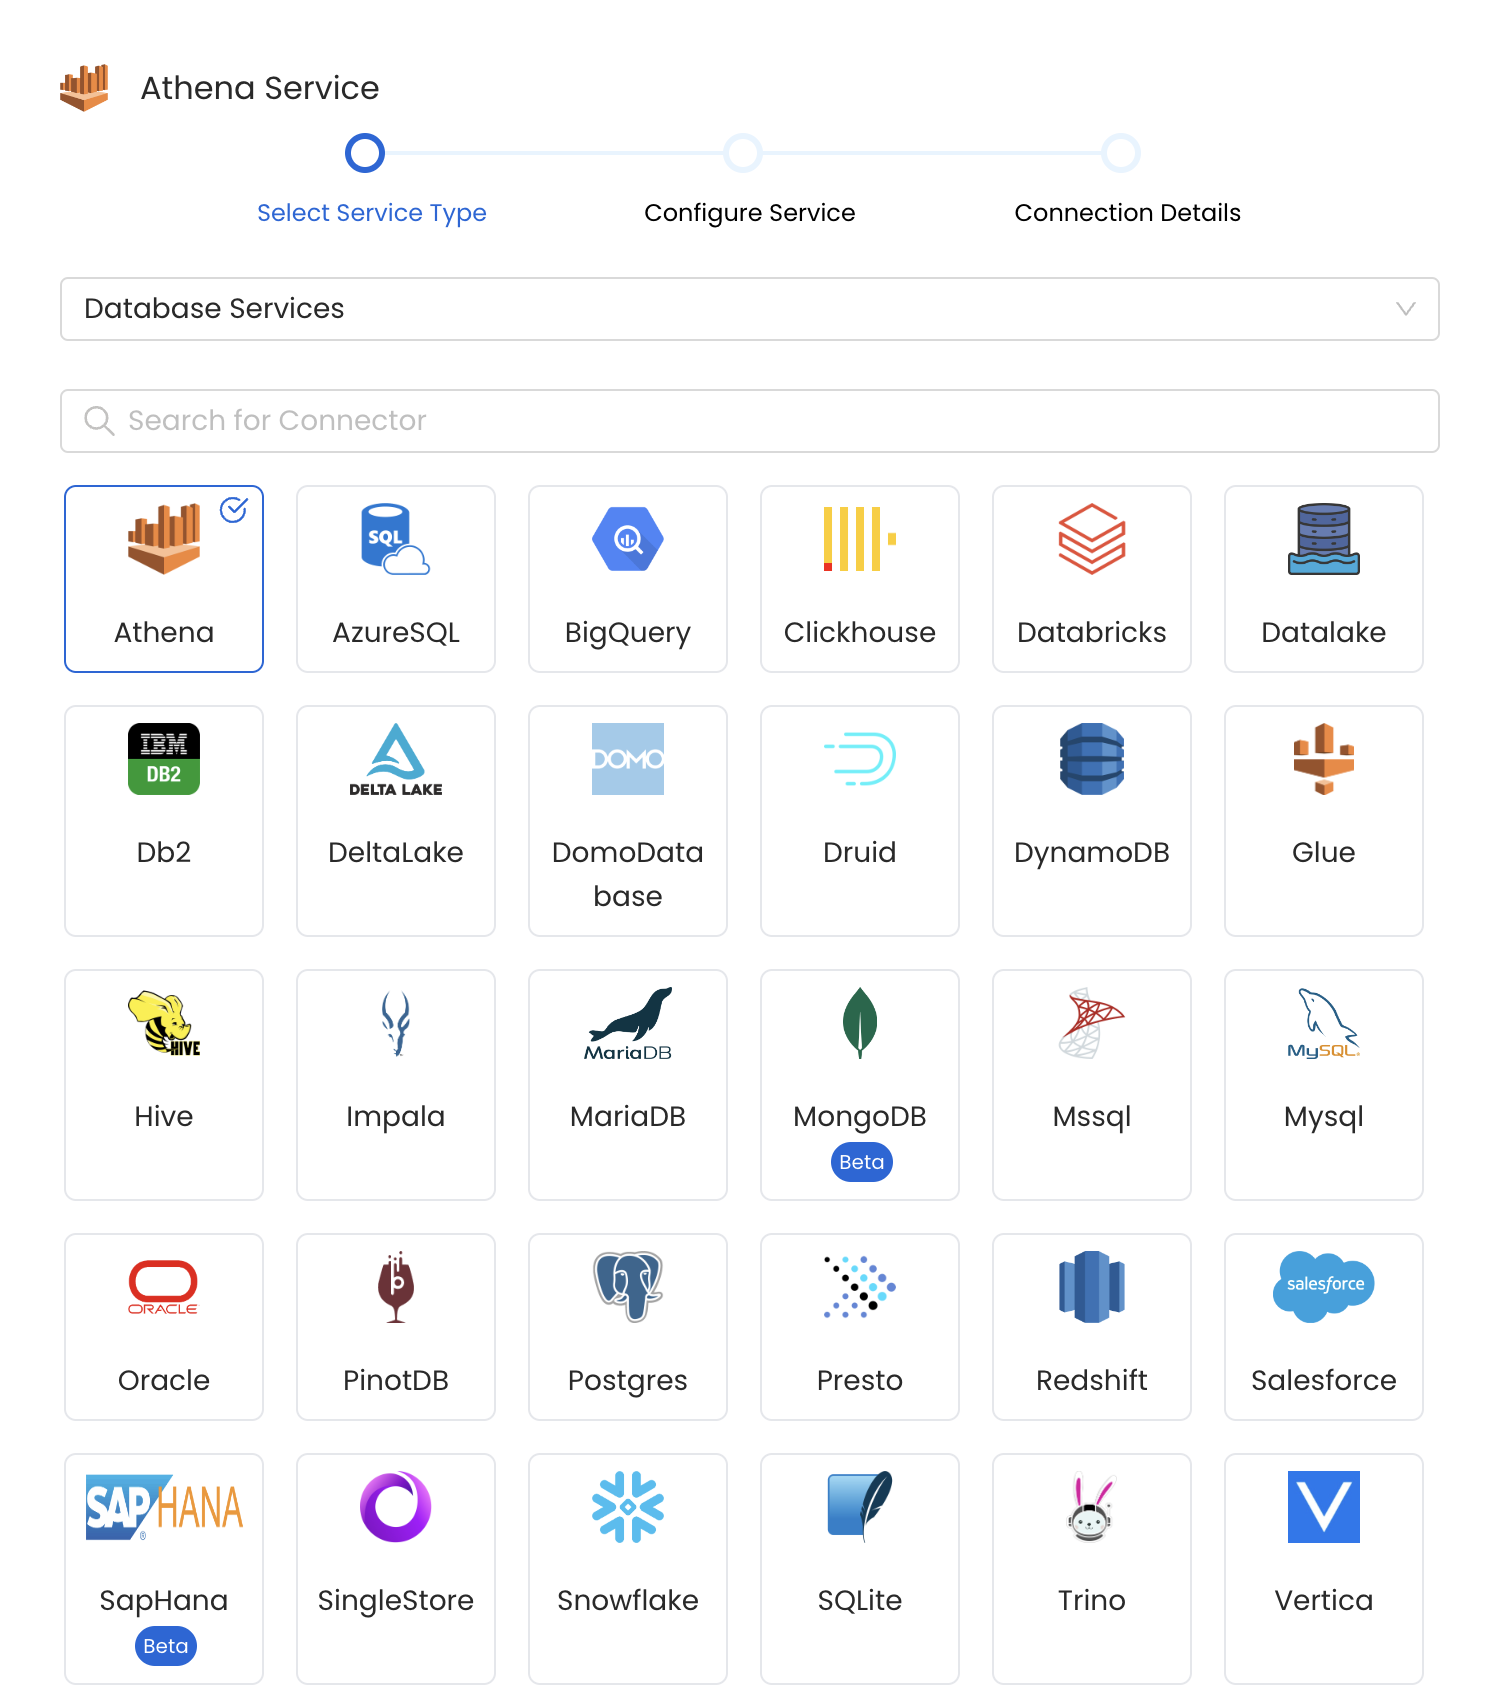 Athena Service
Select Service Type
Configure Service
Connection Details
Database Services
Search for Connector
SQL
Athena
AzureSQL
BigQuery
Clickhouse
Databricks
Datalake
IBM
DB2
DELTA LAKE
DOMO
Db2
DeltaLake
DomoData
base
Druid
DynamoDB
Glue
HIVE
MariaDB
MySQL
Hive
Impala
MariaDB
MongoDB
Beta
Mssql
Mysql
ORACLE
p
salesforce
Oracle
PinotDB
Postgres
Presto
Redshift
Salesforce
SAP HANA
®
V
SapHana
Beta
SingleStore
Snowflake
SQLite
Trino
Vertica